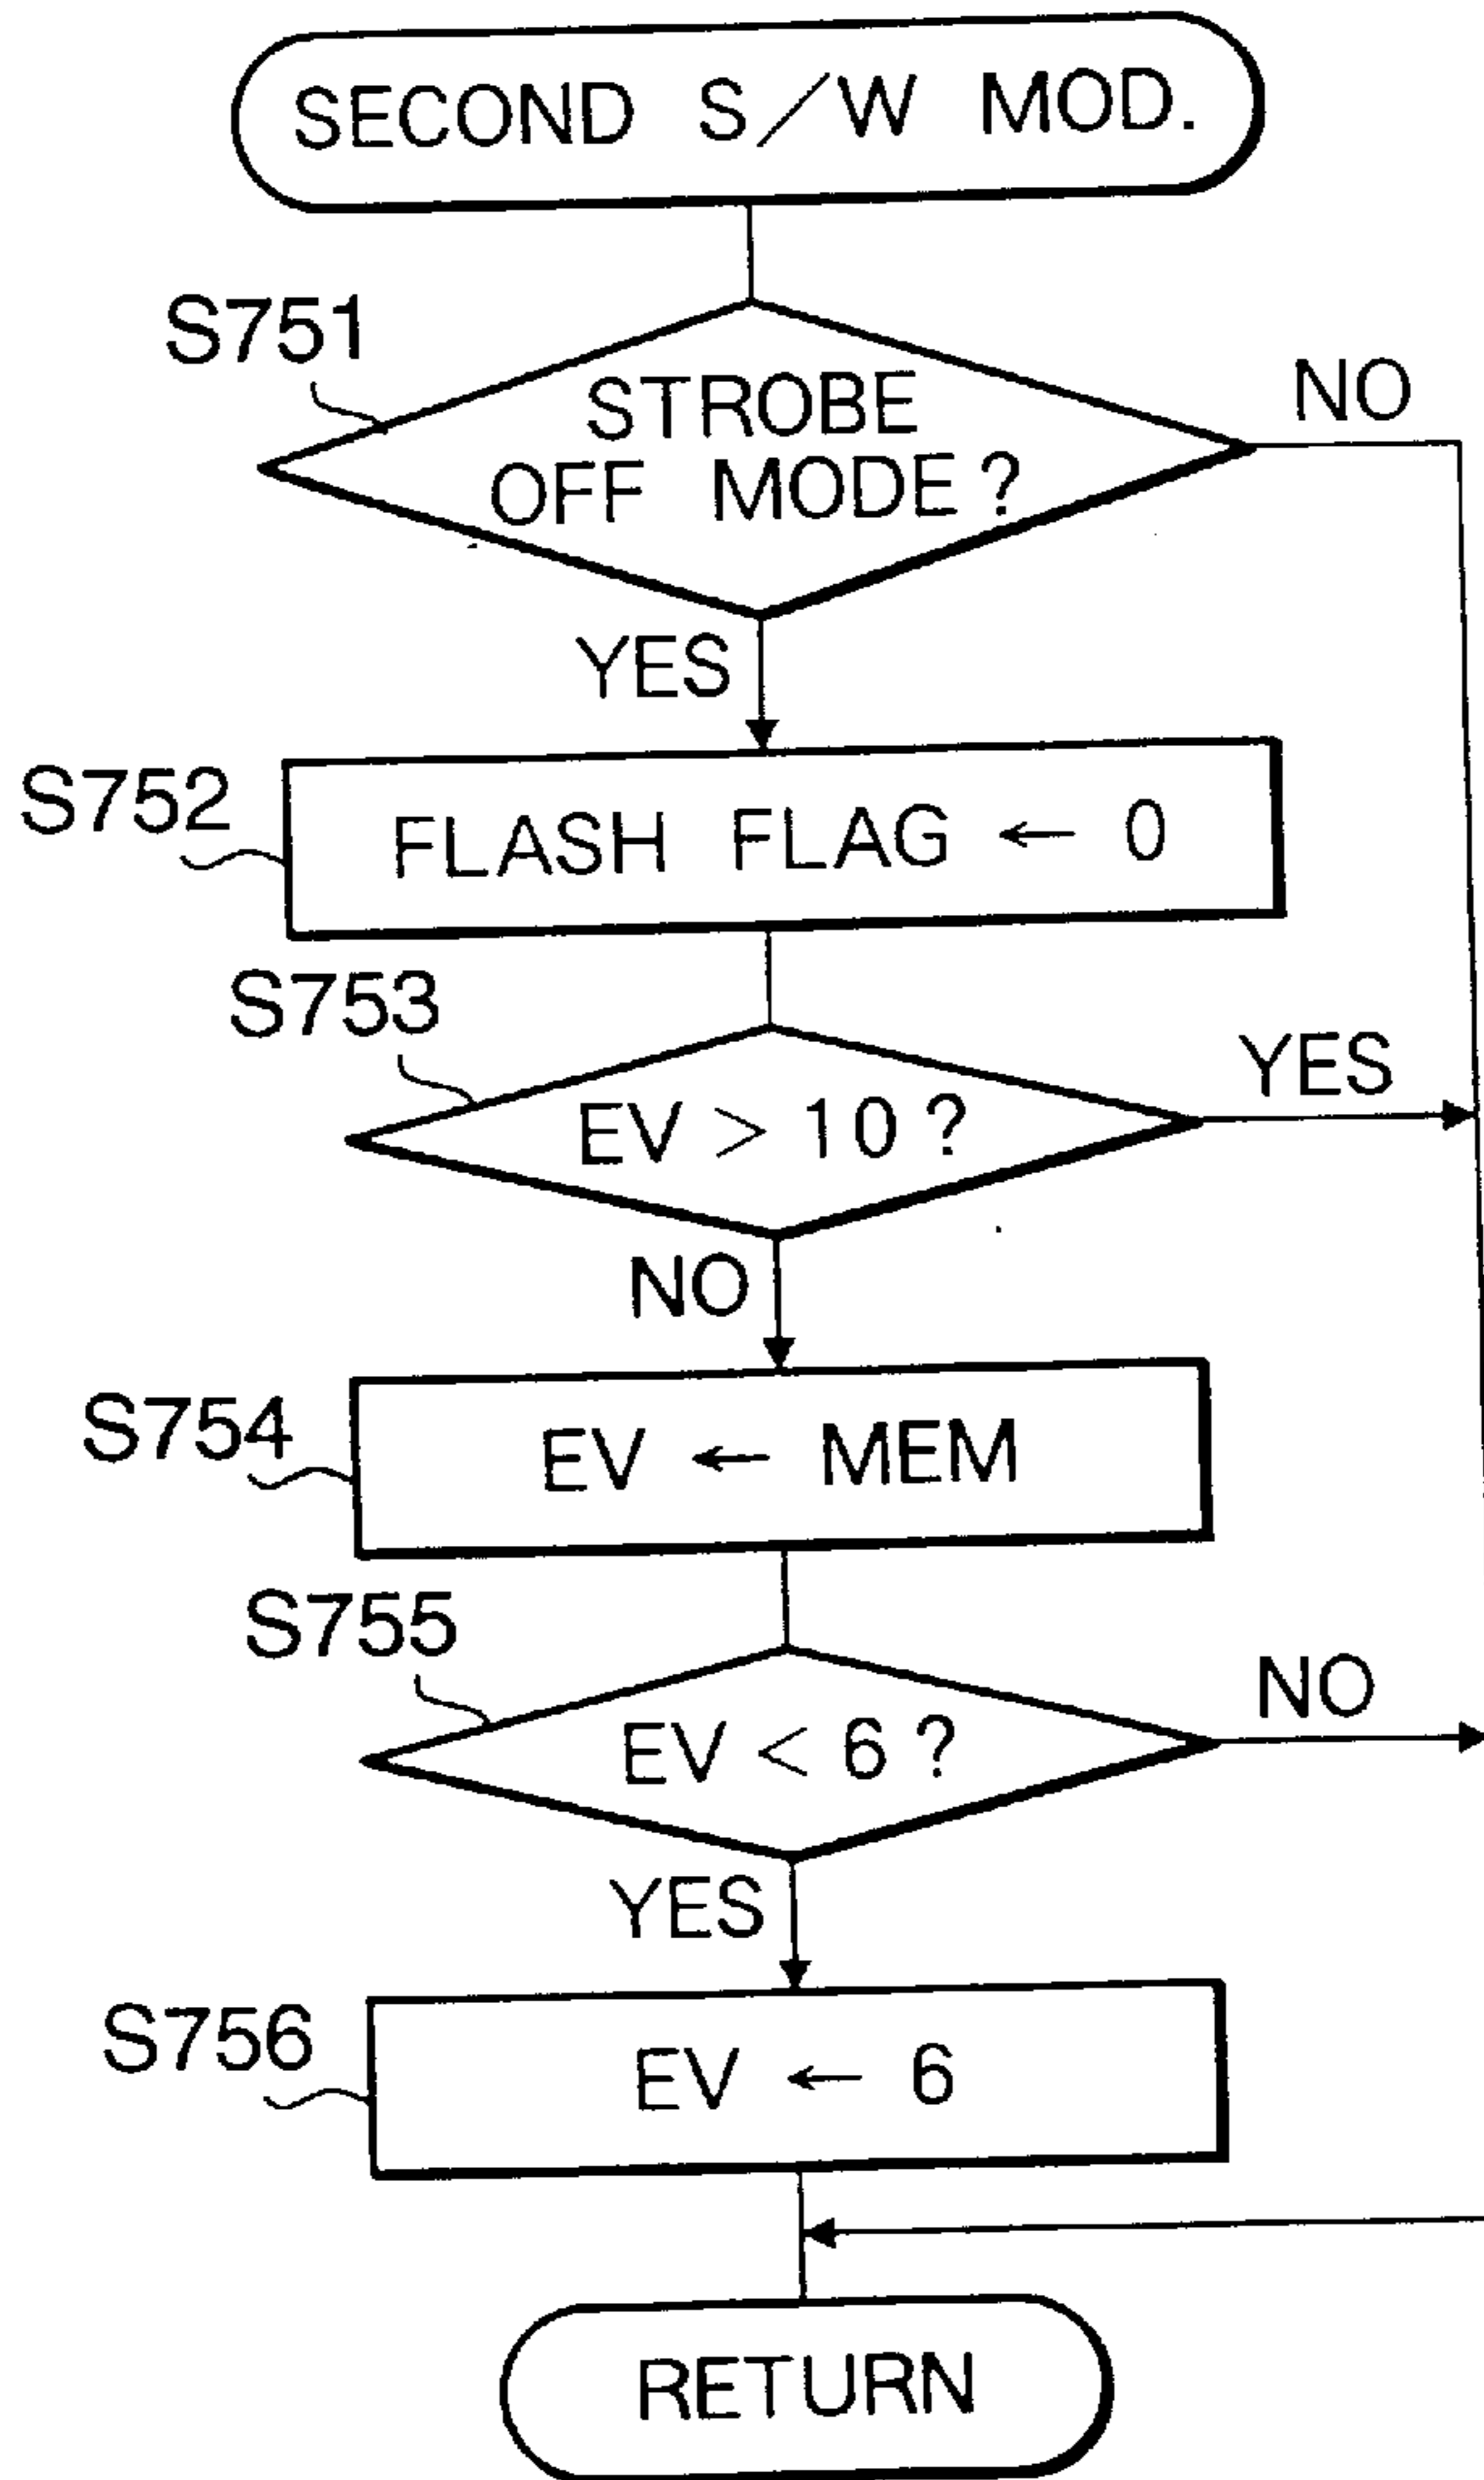 SECOND S/W MOD.
S751
STROBE
OFF MODE?
NO
YES
S752
FLASH FLAG ← 0
S753
EV > 10?
YES
NO
S754
EV ← MEM
S755
EV < 6?
NO
YES
S756
EV ← 6
RETURN